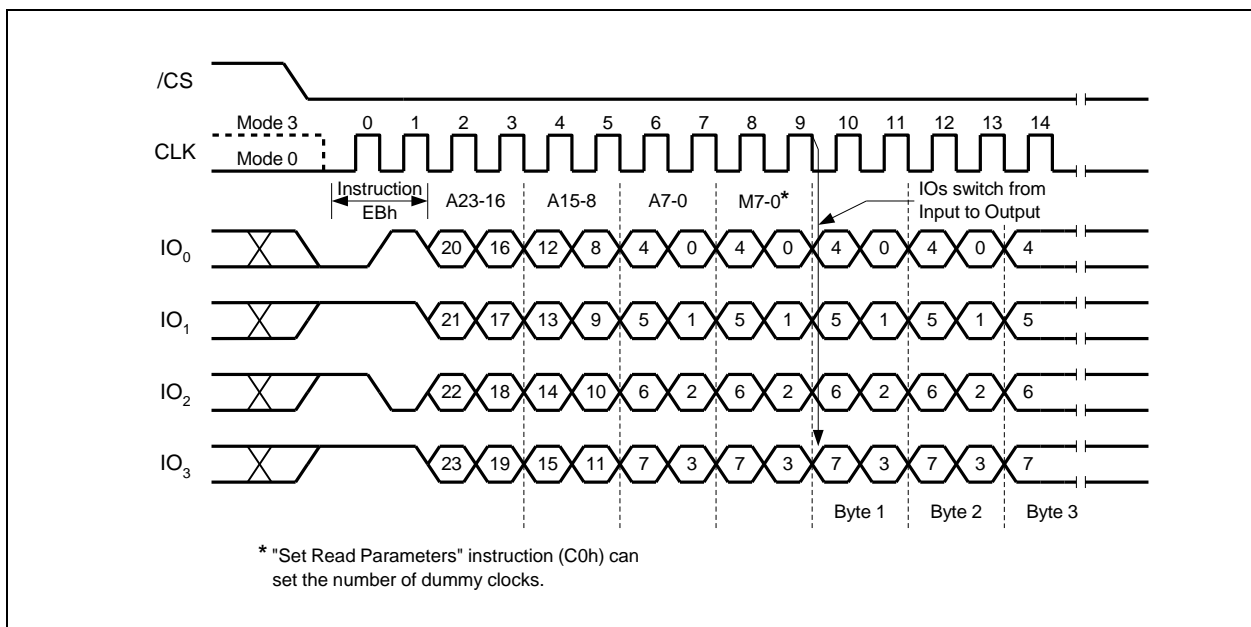 /CS
Mode 3
0 1 2 3 4 5 6 7 8 9 10 11 12 13 14
CLK
Mode 0
Instruction
EBh
A23-16
A15-8
A7-0
M7-0*
IOs switch from
Input to Output
IO0
20 16 12 8 4 0 4 0 4 0 4 0 4
IO1
21 17 13 9 5 1 5 1 5 1 5 1 5
IO2
22 18 14 10 6 2 6 2 6 2 6 2 6
IO3
23 19 15 11 7 3 7 3 7 3 7 3 7
Byte 1
Byte 2
Byte 3
* "Set Read Parameters" instruction (C0h) can
set the number of dummy clocks.